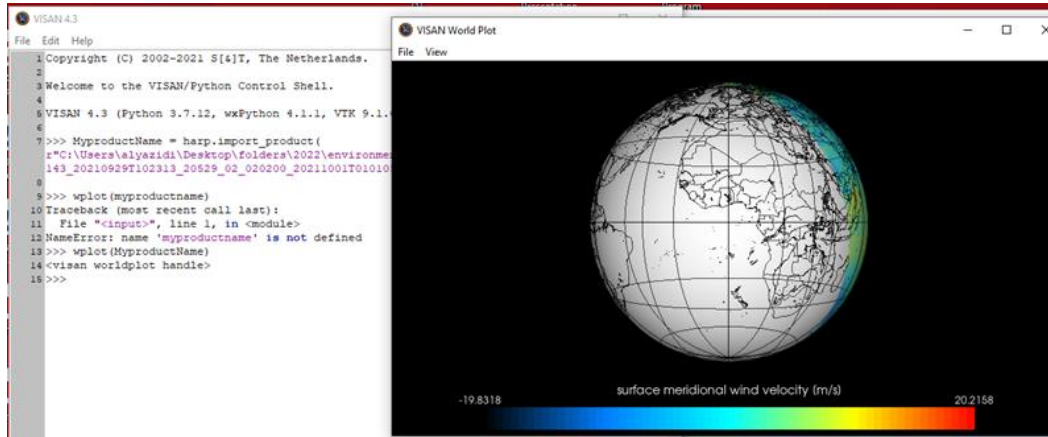 VISAN 4.3
File Edit Help
1 Copyright (C) 2002-2021 S[&]T, The Netherlands.
2
3 Welcome to the VISAN/Python Control Shell.
4
5 VISAN 4.3 (Python 3.7.12, wxPython 4.1.1, VTK 9.1.
6
7 >>> MyproductName = harp.import_product(
r"C:\Users\alyazidi\Desktop\folders\2022\environme
143_20210929T102313_20529_02_020200_20211001T01010
8
9 >>> wplot(myproductname)
10 Traceback (most recent call last):
11 File "<input>", line 1, in <module>
12 NameError: name 'myproductname' is not defined
13 >>> wplot(MyproductName)
14 <visan worldplot handle>
15 >>>
VISAN World Plot
File View
surface meridional wind velocity (m/s)
-19.8318 20.2158